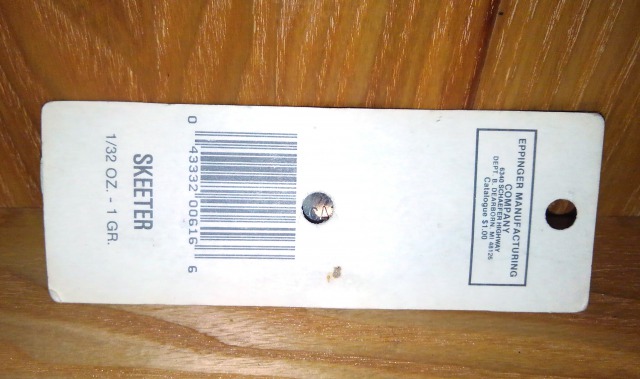 EPPINGER MANUFACTURING
COMPANY
6340 SCHAEFER HIGHWAY
DEPT. B, DEARBORN, MI 48126
Catalogue $1.00
0 43332 00616 6
SKEETER
1/32 OZ. - 1 GR.